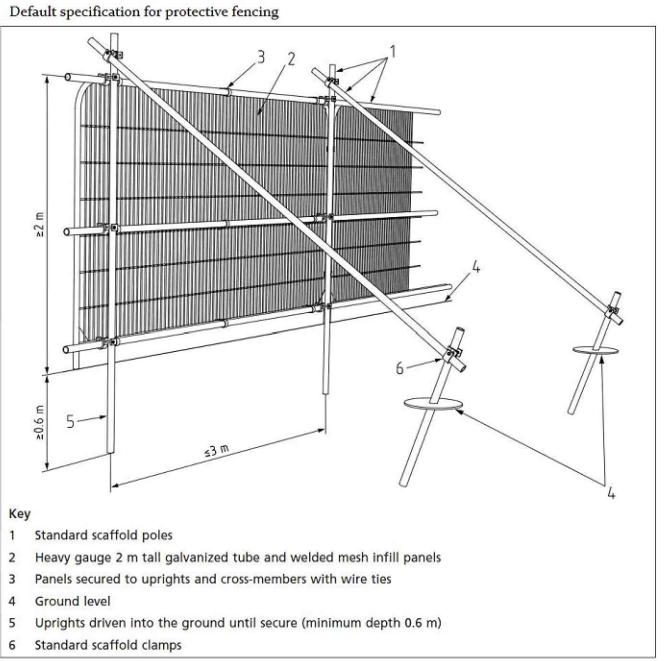 Default specification for protective fencing
3
2
1
≥2 m
4
6
≥0.6 m
5
≤3 m
4
Key
1 Standard scaffold poles
2 Heavy gauge 2 m tall galvanized tube and welded mesh infill panels
3 Panels secured to uprights and cross-members with wire ties
4 Ground level
5 Uprights driven into the ground until secure (minimum depth 0.6 m)
6 Standard scaffold clamps